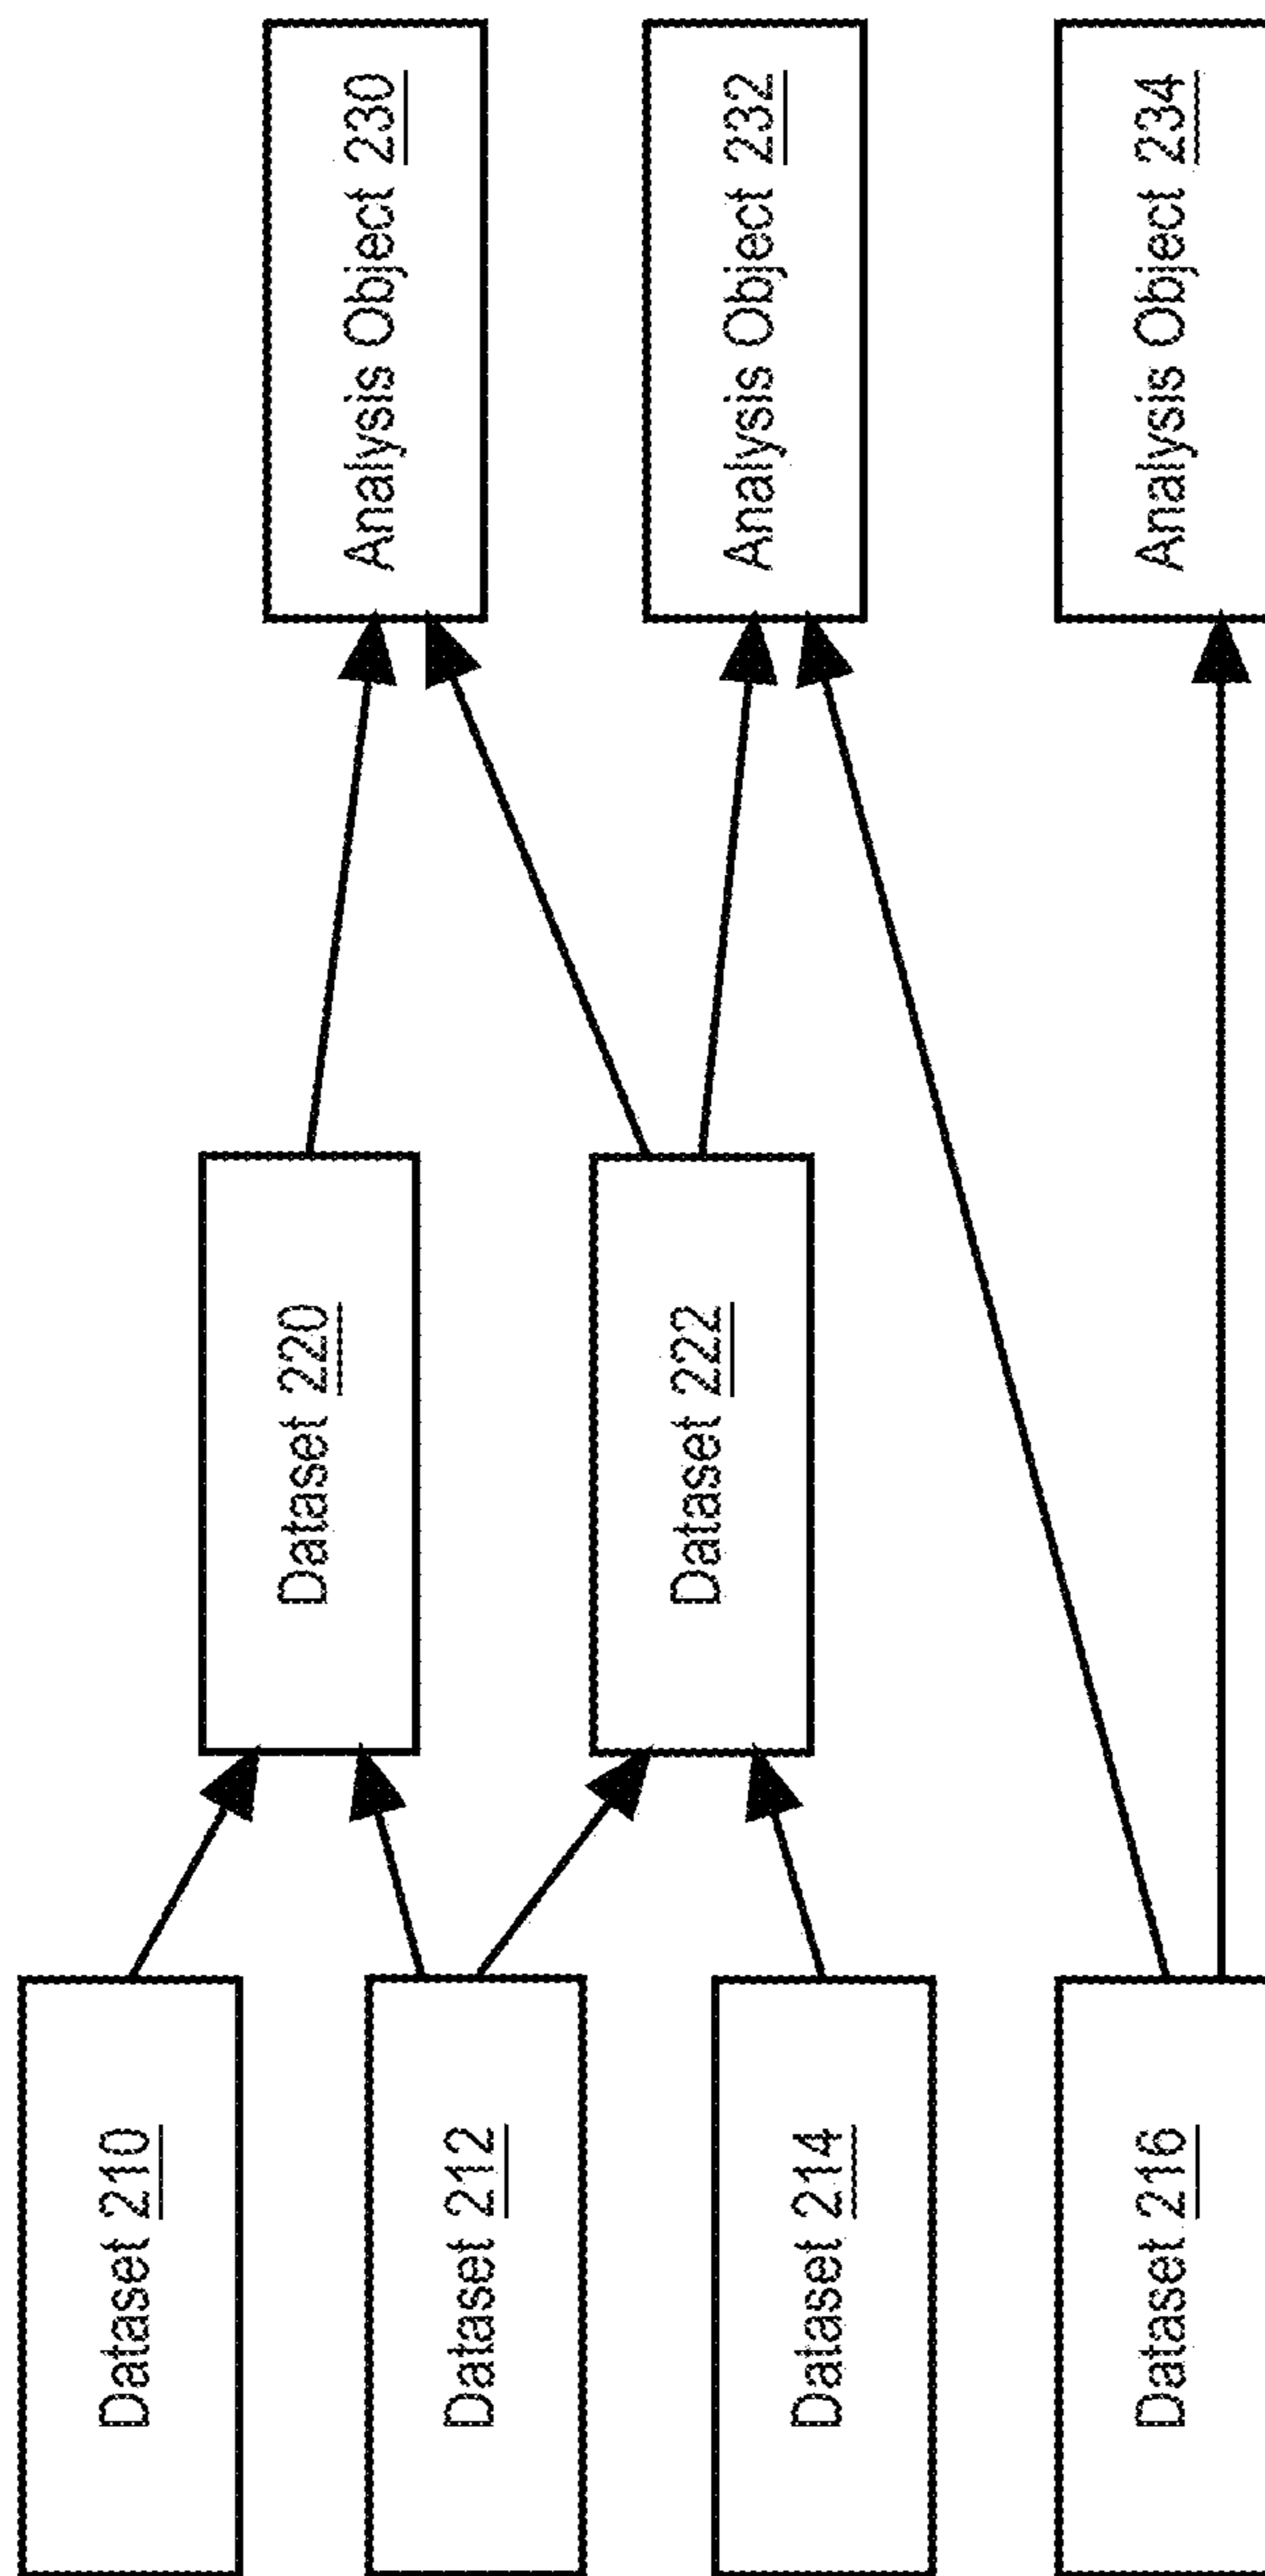 Dataset 210
Dataset 212
Dataset 214
Dataset 216
Dataset 220
Dataset 222
Analysis Object 230
Analysis Object 232
Analysis Object 234